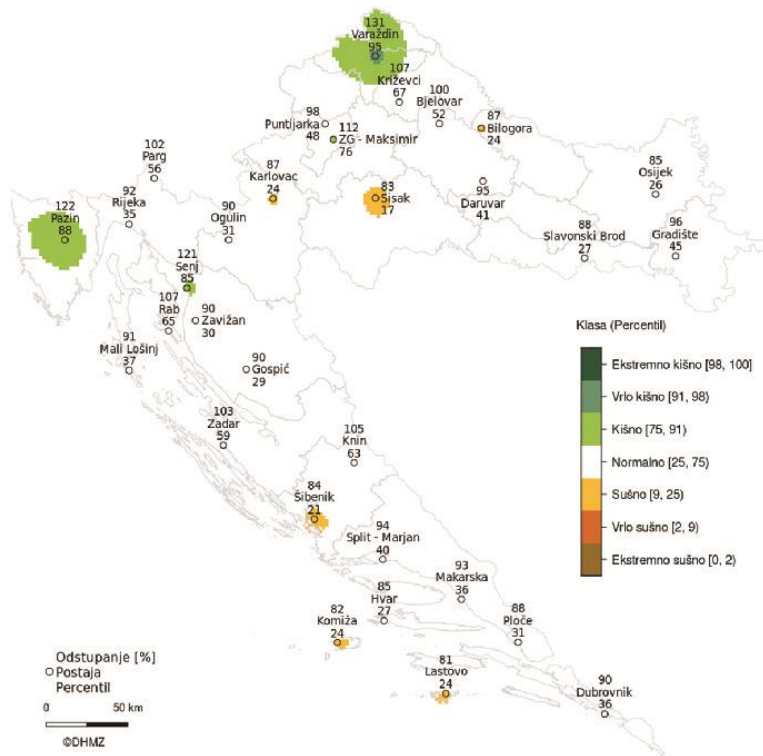 131
Varaždin
95
107
Križevci
67
100
Bjelovar
52
87
Bilogora
24
98
Puntijarka
48
112
ZG - Maksimir
76
102
Parg
56
87
Karlovac
24
83
Sisak
17
95
Daruvar
41
85
Osijek
26
122
Pazin
88
92
Rijeka
35
90
Ogulin
31
88
Slavonski Brod
27
96
Gradište
45
121
Senj
85
107
Rab
65
90
Zavižan
30
91
Mali Lošinj
37
90
Gospić
29
103
Zadar
59
105
Knin
63
84
Šibenik
21
94
Split - Marjan
40
93
Makarska
36
85
Hvar
27
82
Komiža
24
88
Ploče
31
81
Lastovo
24
90
Dubrovnik
36
Klasa (Percentil)
Ekstremno kišno [98, 100]
Vrlo kišno [91, 98)
Kišno [75, 91)
Normalno [25, 75)
Sušno [9, 25)
Vrlo sušno [2, 9)
Ekstremno sušno [0, 2)
Odstupanje [%]
Postaja
Percentil
0 50 km
©DHMZ